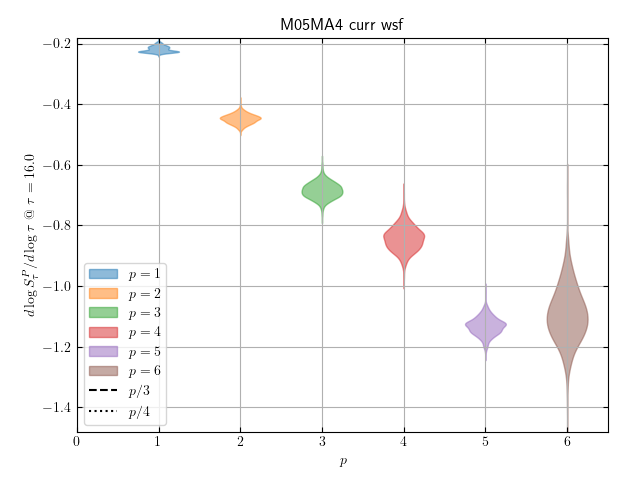 M05MA4 curr wsf
d log S_τ^P / d log τ @ τ = 16.0
−0.2
−0.4
−0.6
−0.8
−1.0
−1.2
−1.4
p = 1
p = 2
p = 3
p = 4
p = 5
p = 6
p/3
p/4
0 1 2 3 4 5 6
p